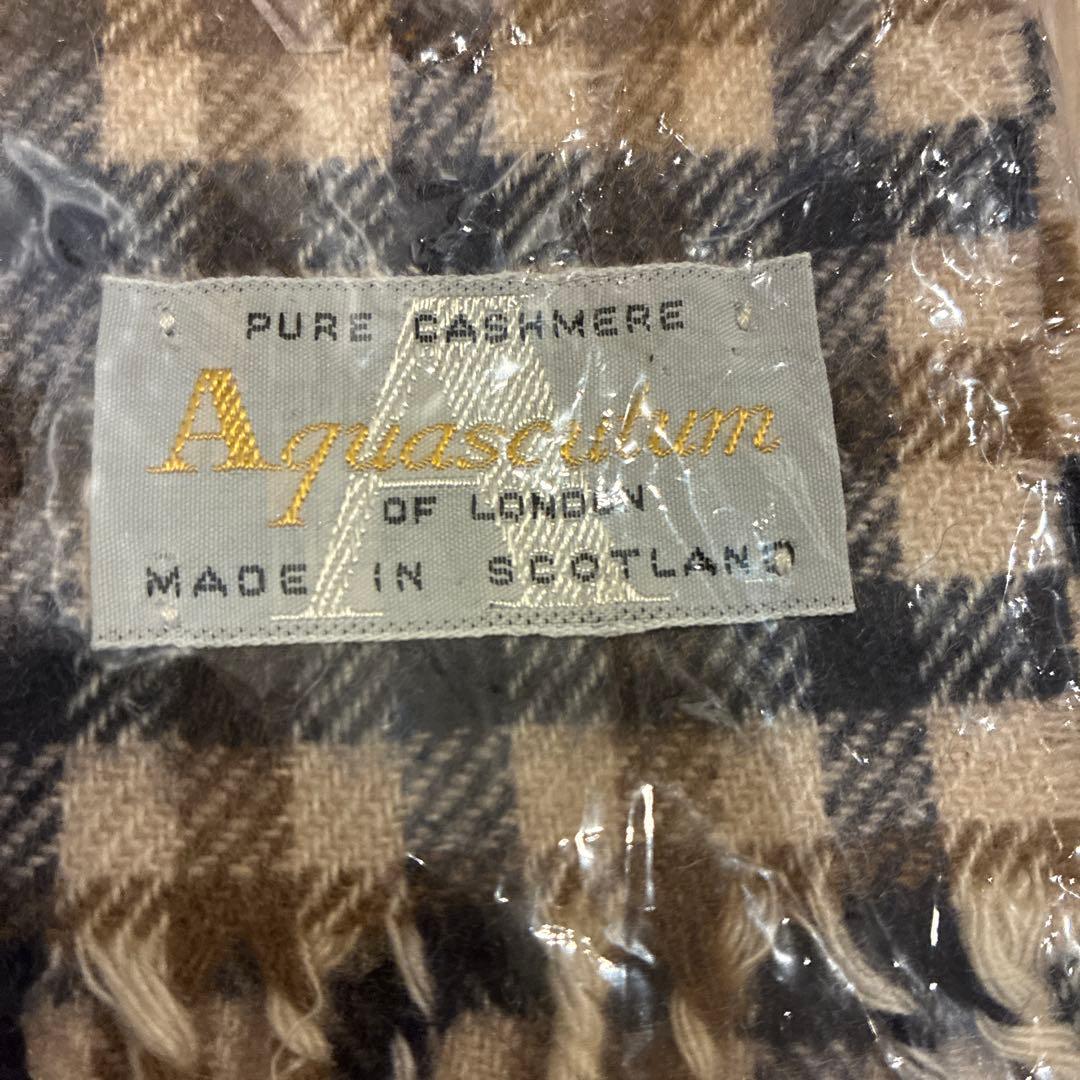 PURE CASHMERE
Aquascutum
OF LONDON
MADE IN SCOTLAND